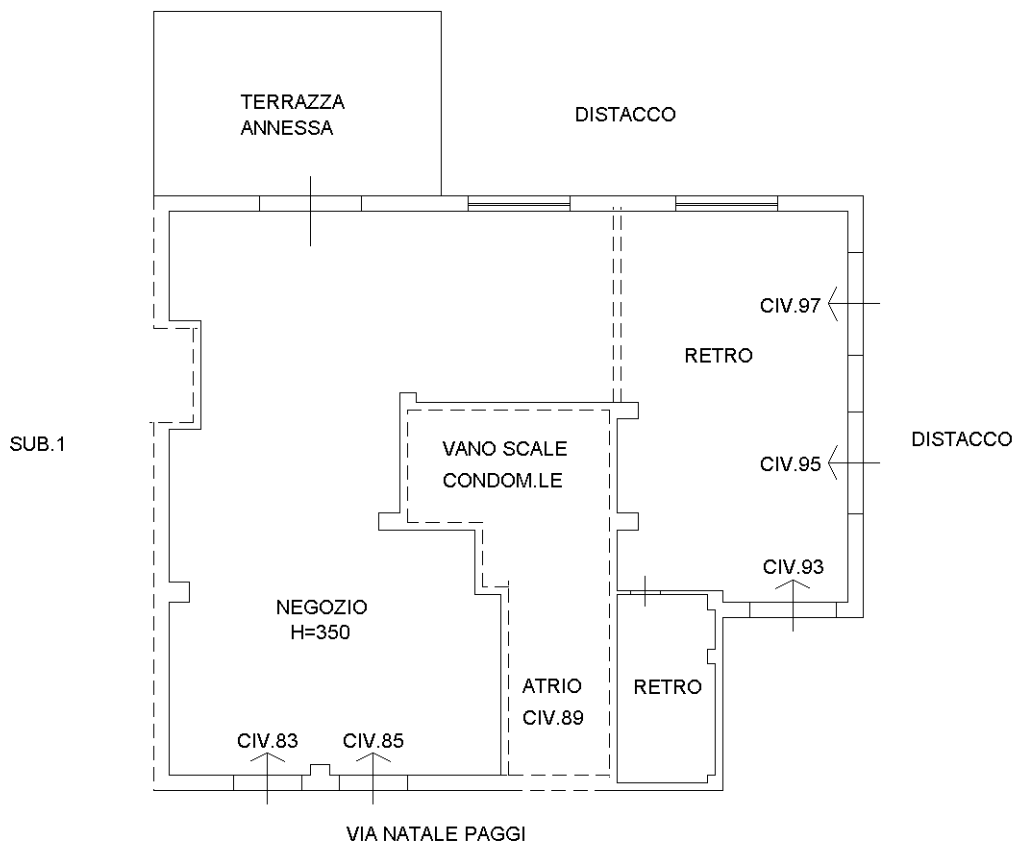 TERRAZZA
ANNESSA
DISTACCO
CIV.97
RETRO
SUB.1
VANO SCALE
CONDOM.LE
DISTACCO
CIV.95
CIV.93
NEGOZIO
H=350
ATRIO
CIV.89
RETRO
CIV.83
CIV.85
VIA NATALE PAGGI